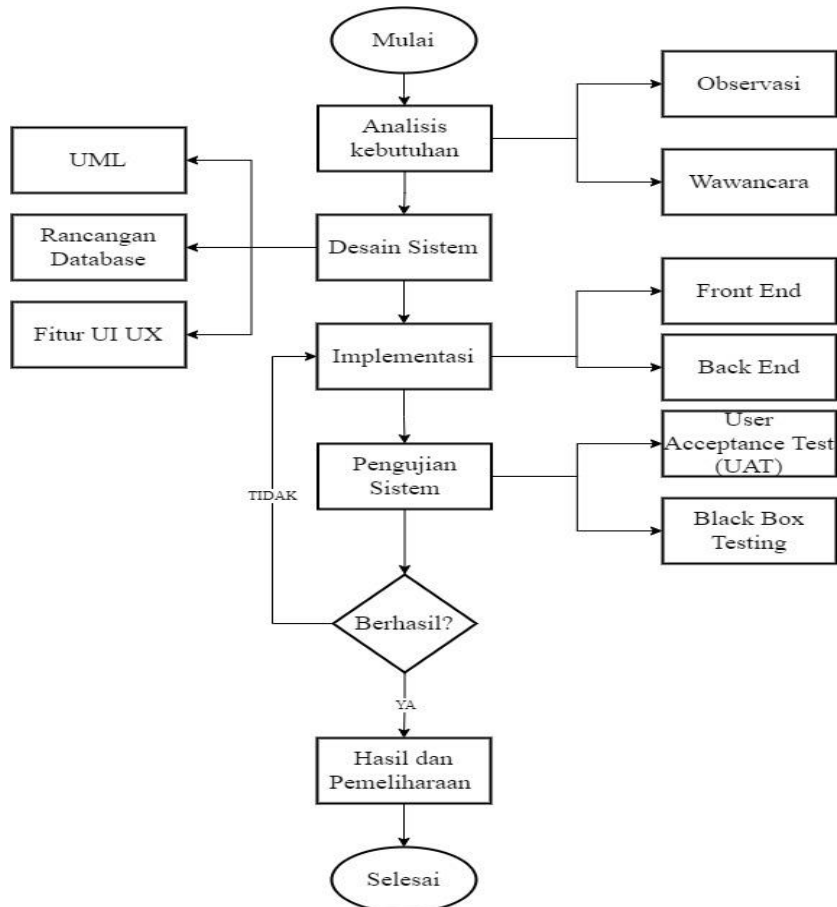 Mulai
Analisis
kebutuhan
Observasi
Wawancara
UML
Rancangan
Database
Fitur UI UX
Desain Sistem
Implementasi
Front End
Back End
Pengujian
Sistem
User
Acceptance Test
(UAT)
Black Box
Testing
TIDAK
Berhasil?
YA
Hasil dan
Pemeliharaan
Selesai